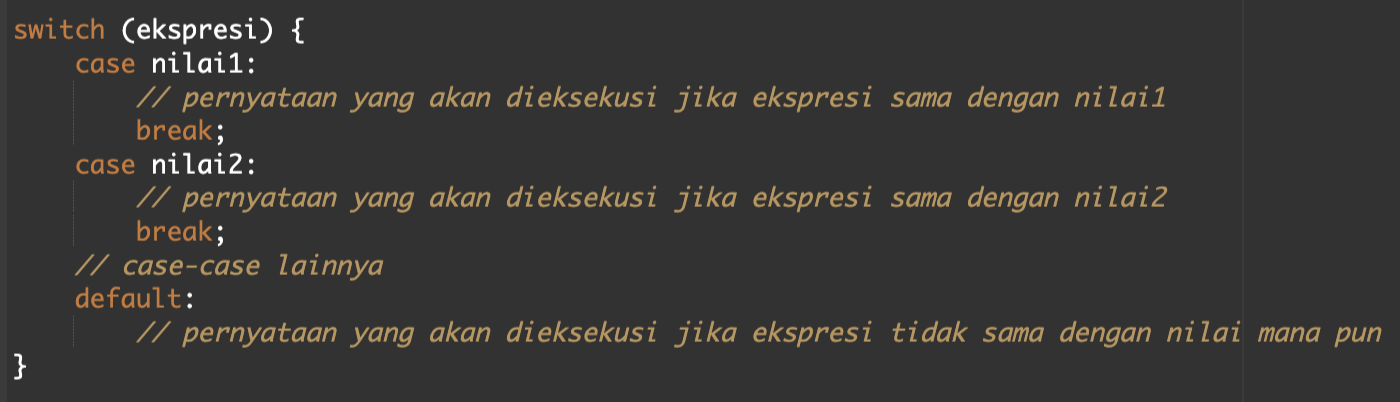 switch (ekspresi) {
    case nilai1:
        // pernyataan yang akan dieksekusi jika ekspresi sama dengan nilai1
        break;
    case nilai2:
        // pernyataan yang akan dieksekusi jika ekspresi sama dengan nilai2
        break;
    // case-case lainnya
    default:
        // pernyataan yang akan dieksekusi jika ekspresi tidak sama dengan nilai mana pun
}